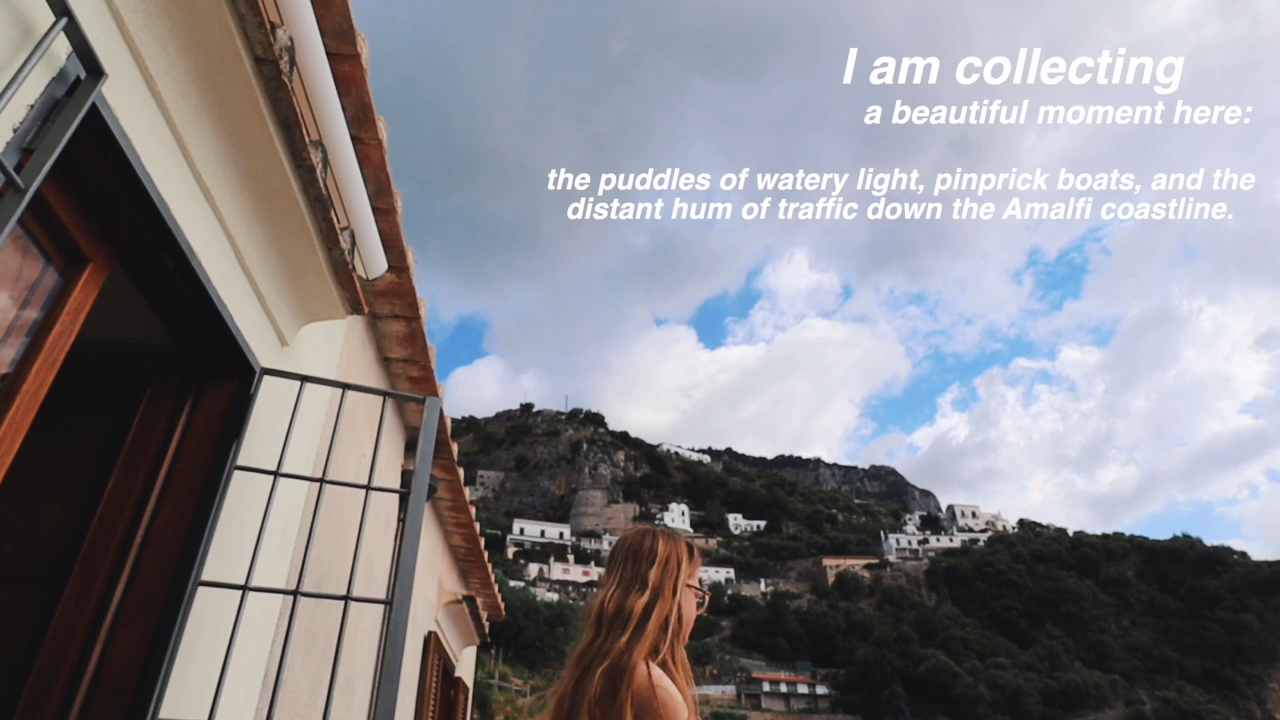 I am collecting
a beautiful moment here:
the puddles of watery light, pinprick boats, and the
distant hum of traffic down the Amalfi coastline.